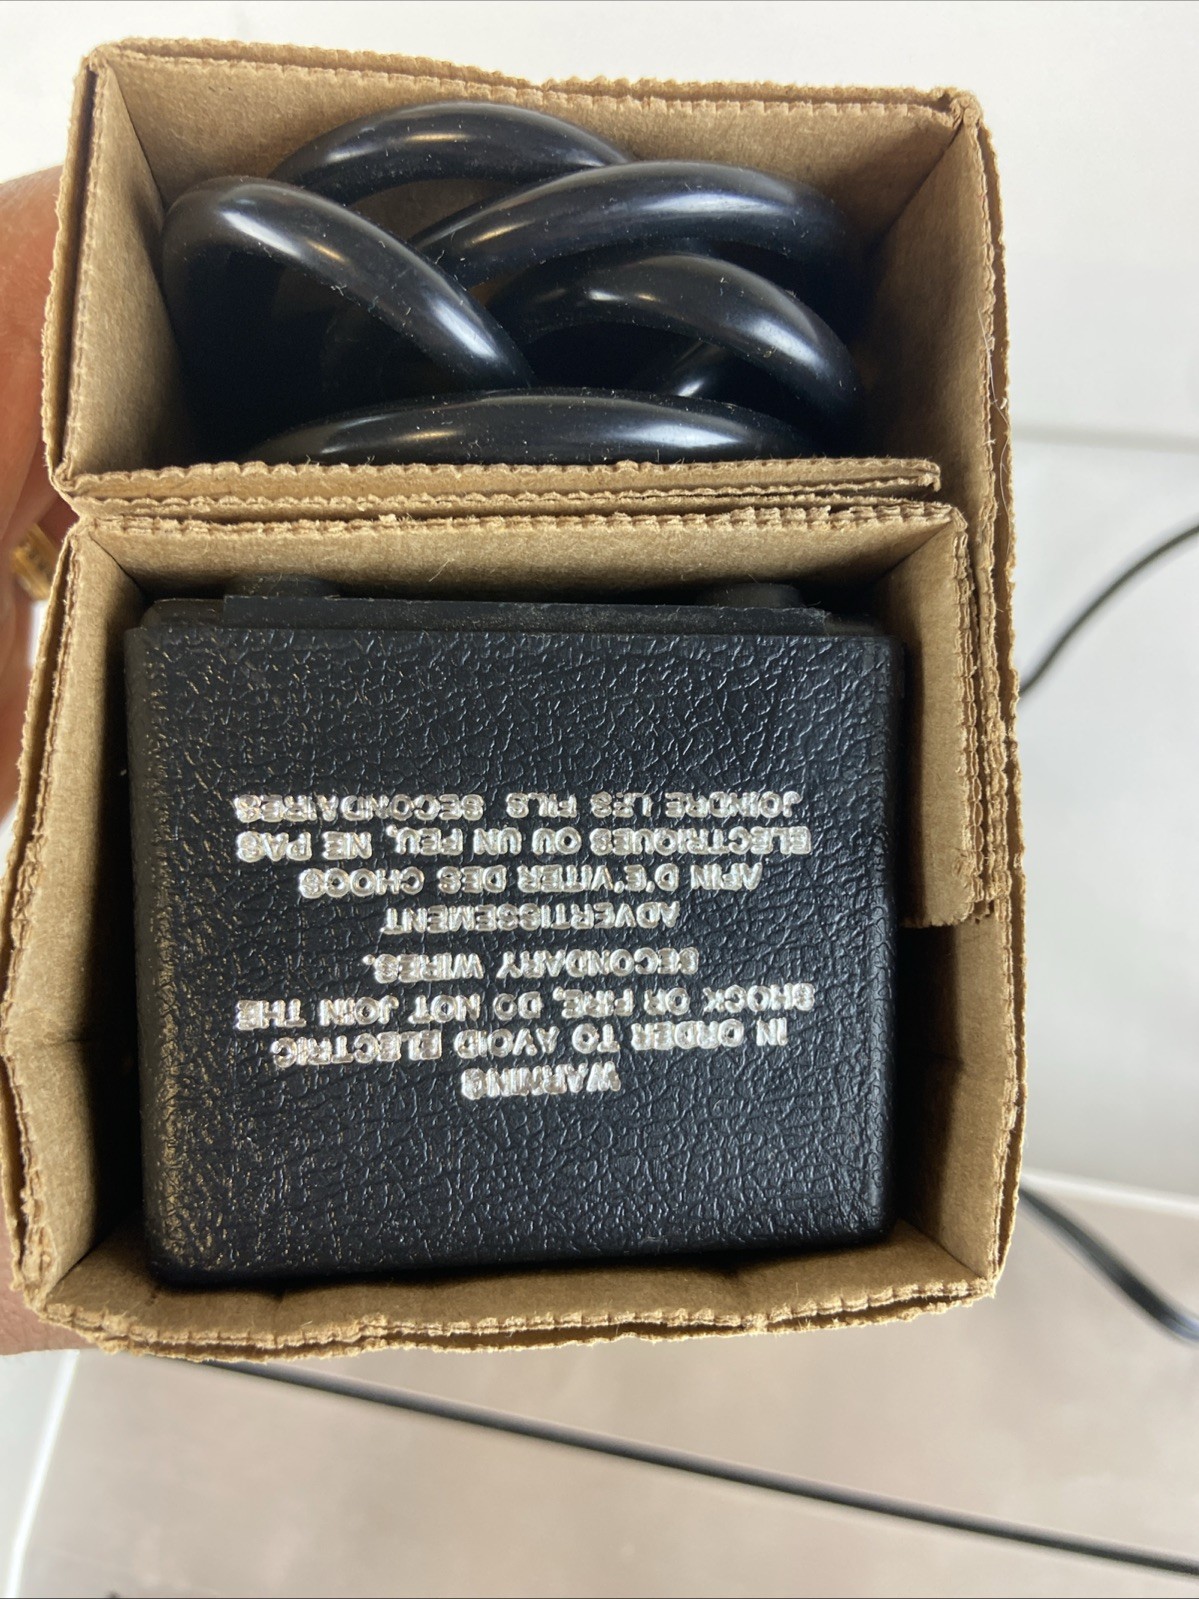 WARNING
IN ORDER TO AVOID ELECTRIC
SHOCK OR FIRE, DO NOT JOIN THE
SECONDARY WIRES.
ADVERTISSEMENT
AFIN D'E'VITER DES CHOCS
ELECTRIQUES OU UN FEU, NE PAS
JOINDRE LES FILS SECONDAIRES